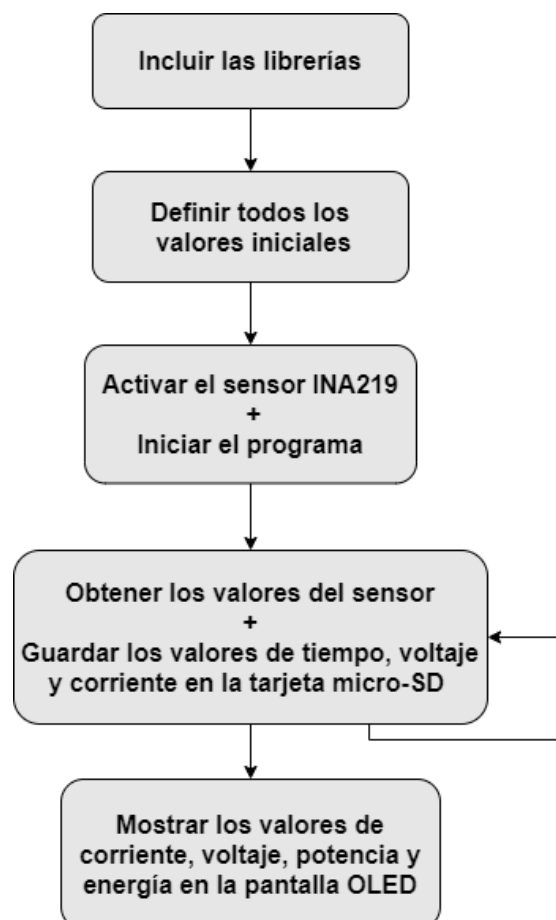 Incluir las librerías
Definir todos los
valores iniciales
Activar el sensor INA219
+
Iniciar el programa
Obtener los valores del sensor
+
Guardar los valores de tiempo, voltaje
y corriente en la tarjeta micro-SD
Mostrar los valores de
corriente, voltaje, potencia y
energía en la pantalla OLED